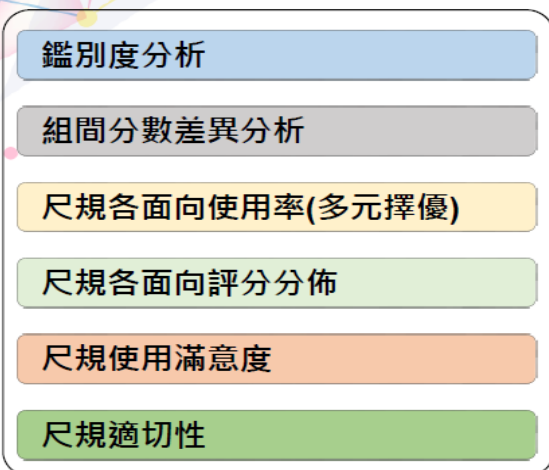 鑑別度分析
組間分數差異分析
尺規各面向使用率(多元擇優)
尺規各面向評分分佈
尺規使用滿意度
尺規適切性